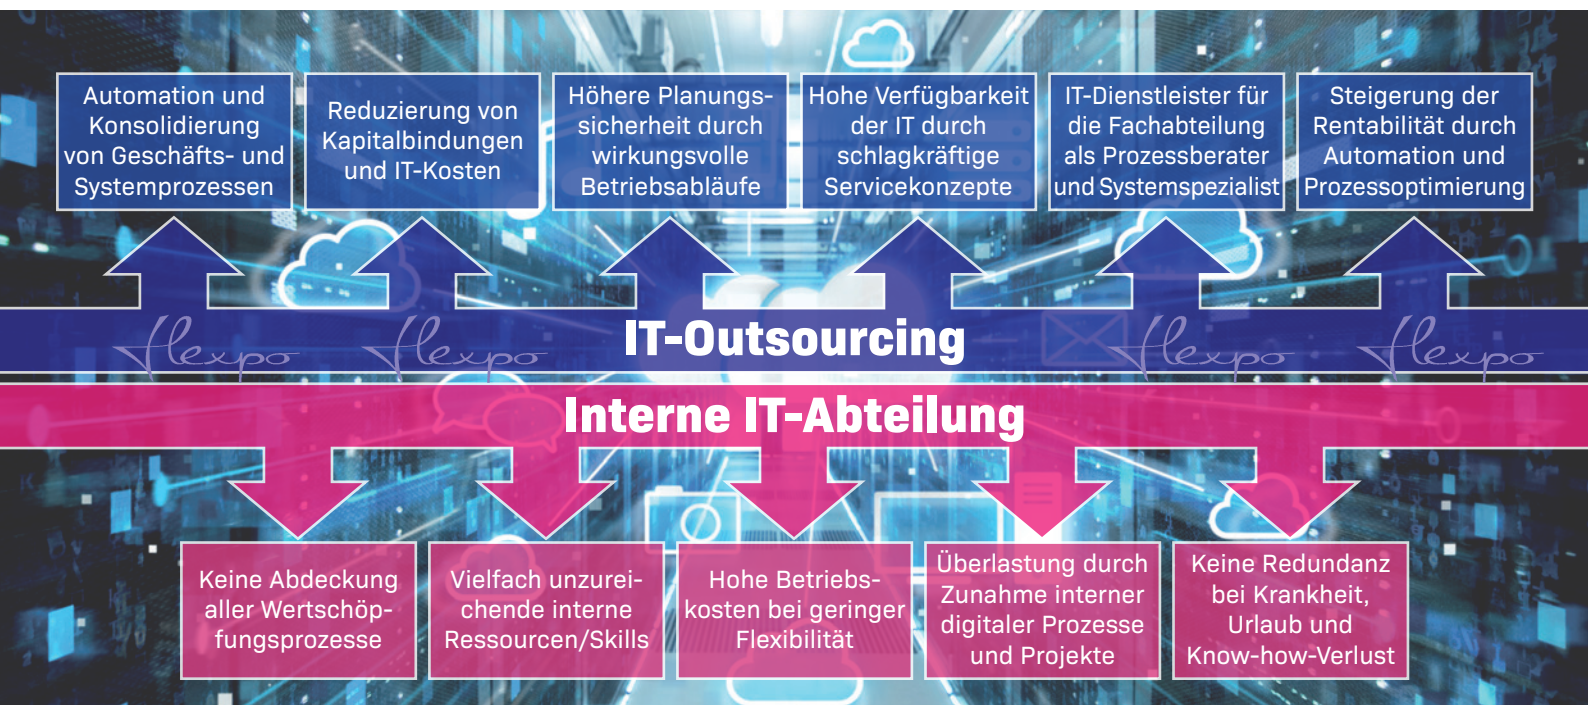 Automation und
Konsolidierung
von Geschäfts- und
Systemprozessen
Reduzierung von
Kapitalbindungen
und IT-Kosten
Höhere Planungs-
sicherheit durch
wirkungsvolle
Betriebsabläufe
Hohe Verfügbarkeit
der IT durch
schlagkräftige
Servicekonzepte
IT-Dienstleister für
die Fachabteilung
als Prozessberater
und Systemspezialist
Steigerung der
Rentabilität durch
Automation und
Prozessoptimierung
flexpo flexpo IT-Outsourcing flexpo flexpo
Interne IT-Abteilung
Keine Abdeckung
aller Wertschöp-
fungsprozesse
Vielfach unzurei-
chende interne
Ressourcen/Skills
Hohe Betriebs-
kosten bei geringer
Flexibilität
Überlastung durch
Zunahme interner
digitaler Prozesse
und Projekte
Keine Redundanz
bei Krankheit,
Urlaub und
Know-how-Verlust